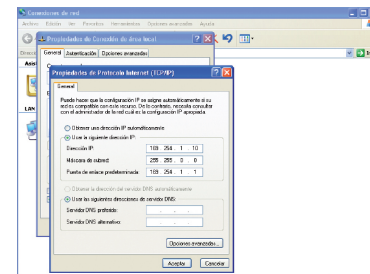 Conexiones de red
Archivo Edición Ver Favoritos Herramientas Opciones avanzadas Ayuda
Propiedades de Conexión de área local
General Autenticación Opciones avanzadas
Propiedades de Protocolo Internet (TCP/IP)
General
Puede hacer que la configuración IP se asigne automáticamente si su
red es compatible con este recurso. De lo contrario, necesita consultar
con el administrador de la red cuál es la configuración IP apropiada.
Obtener una dirección IP automáticamente
Usar la siguiente dirección IP:
Dirección IP: 169 . 254 . 1 . 10
Máscara de subred: 255 . 255 . 0 . 0
Puerta de enlace predeterminada: 169 . 254 . 1 . 1
Obtener la dirección del servidor DNS automáticamente
Usar las siguientes direcciones de servidor DNS:
Servidor DNS preferido:
Servidor DNS alternativo:
Opciones avanzadas...
Aceptar Cancelar
LAN